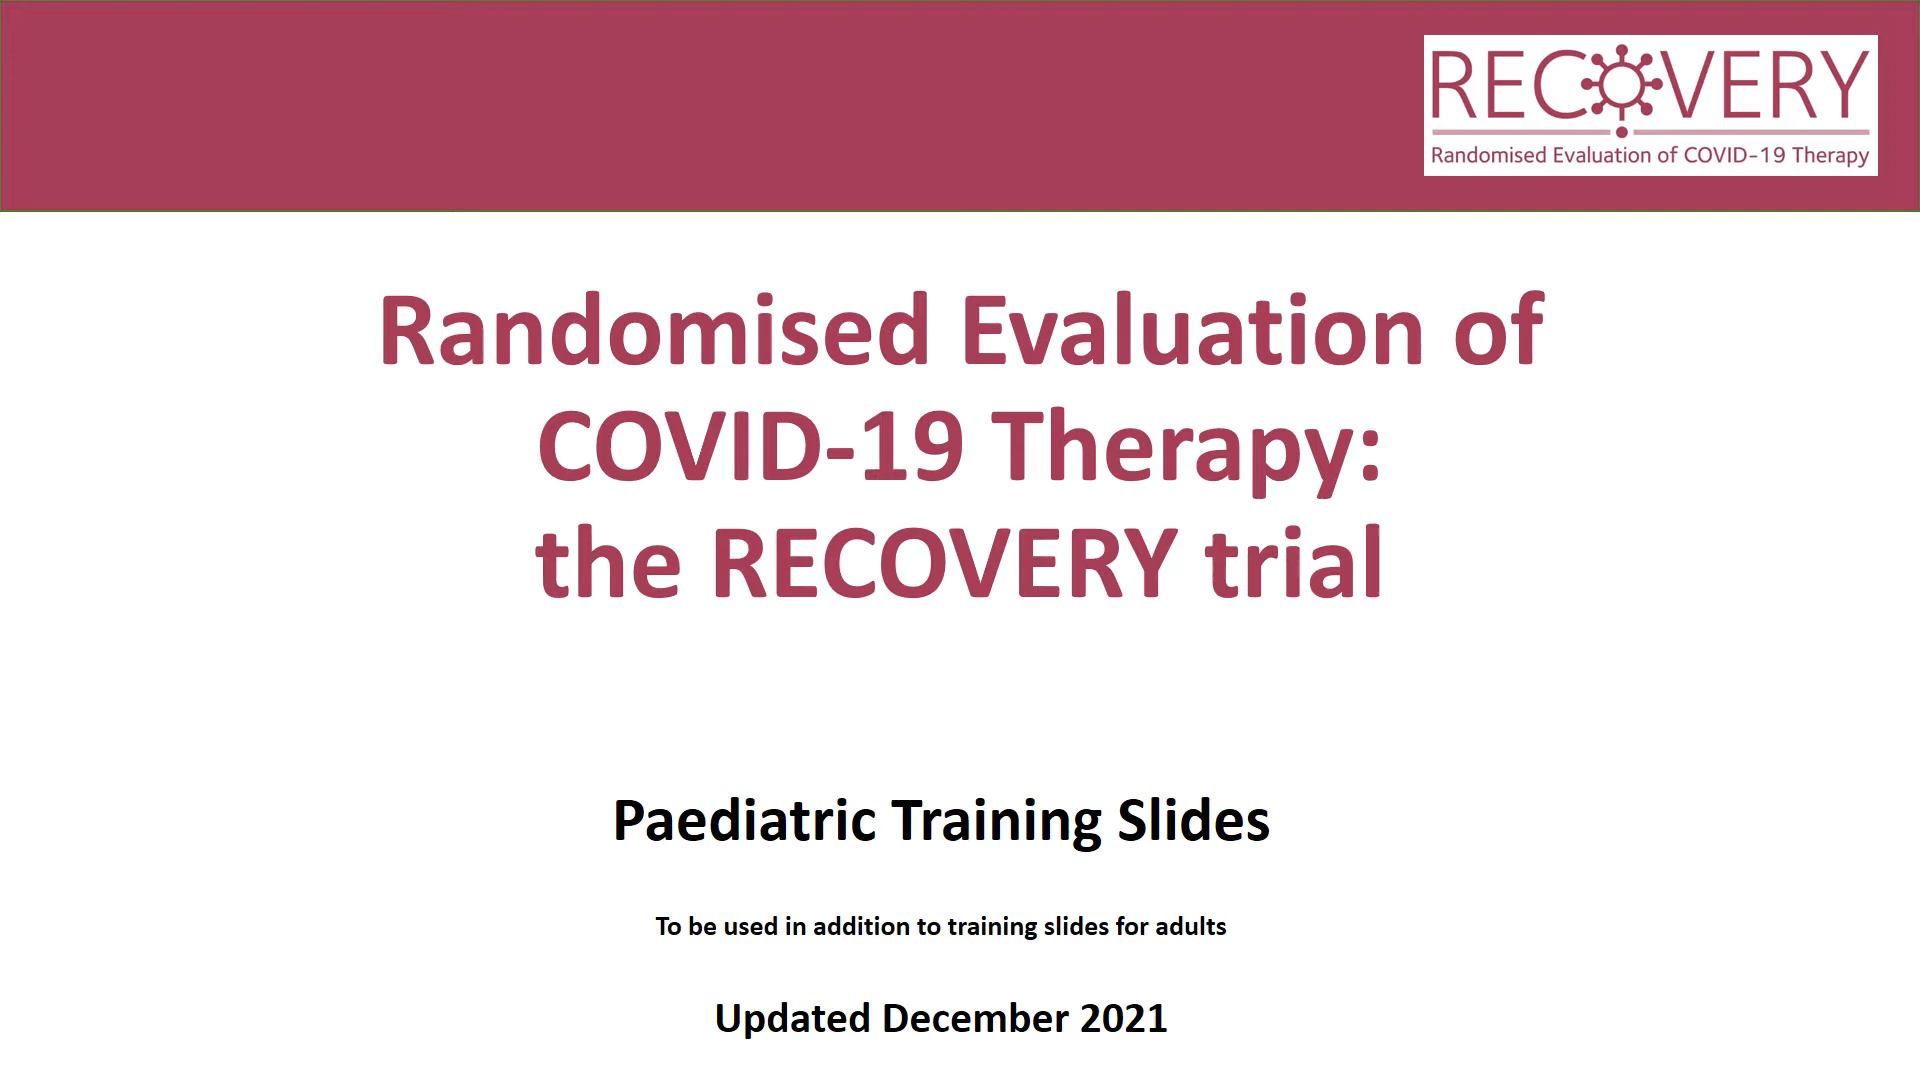 RECOVERY
Randomised Evaluation of COVID-19 Therapy
Randomised Evaluation of
COVID-19 Therapy:
the RECOVERY trial
Paediatric Training Slides
To be used in addition to training slides for adults
Updated December 2021